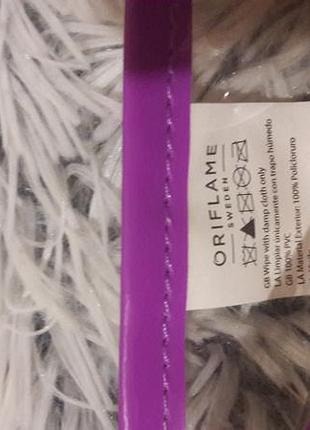 ORIFLAME
SWEDEN
GB Wipe with damp cloth only
LA Limpiar únicamente con trapo húmedo
GB 100% PVC
LA Material Exterior: 100% Policloruro